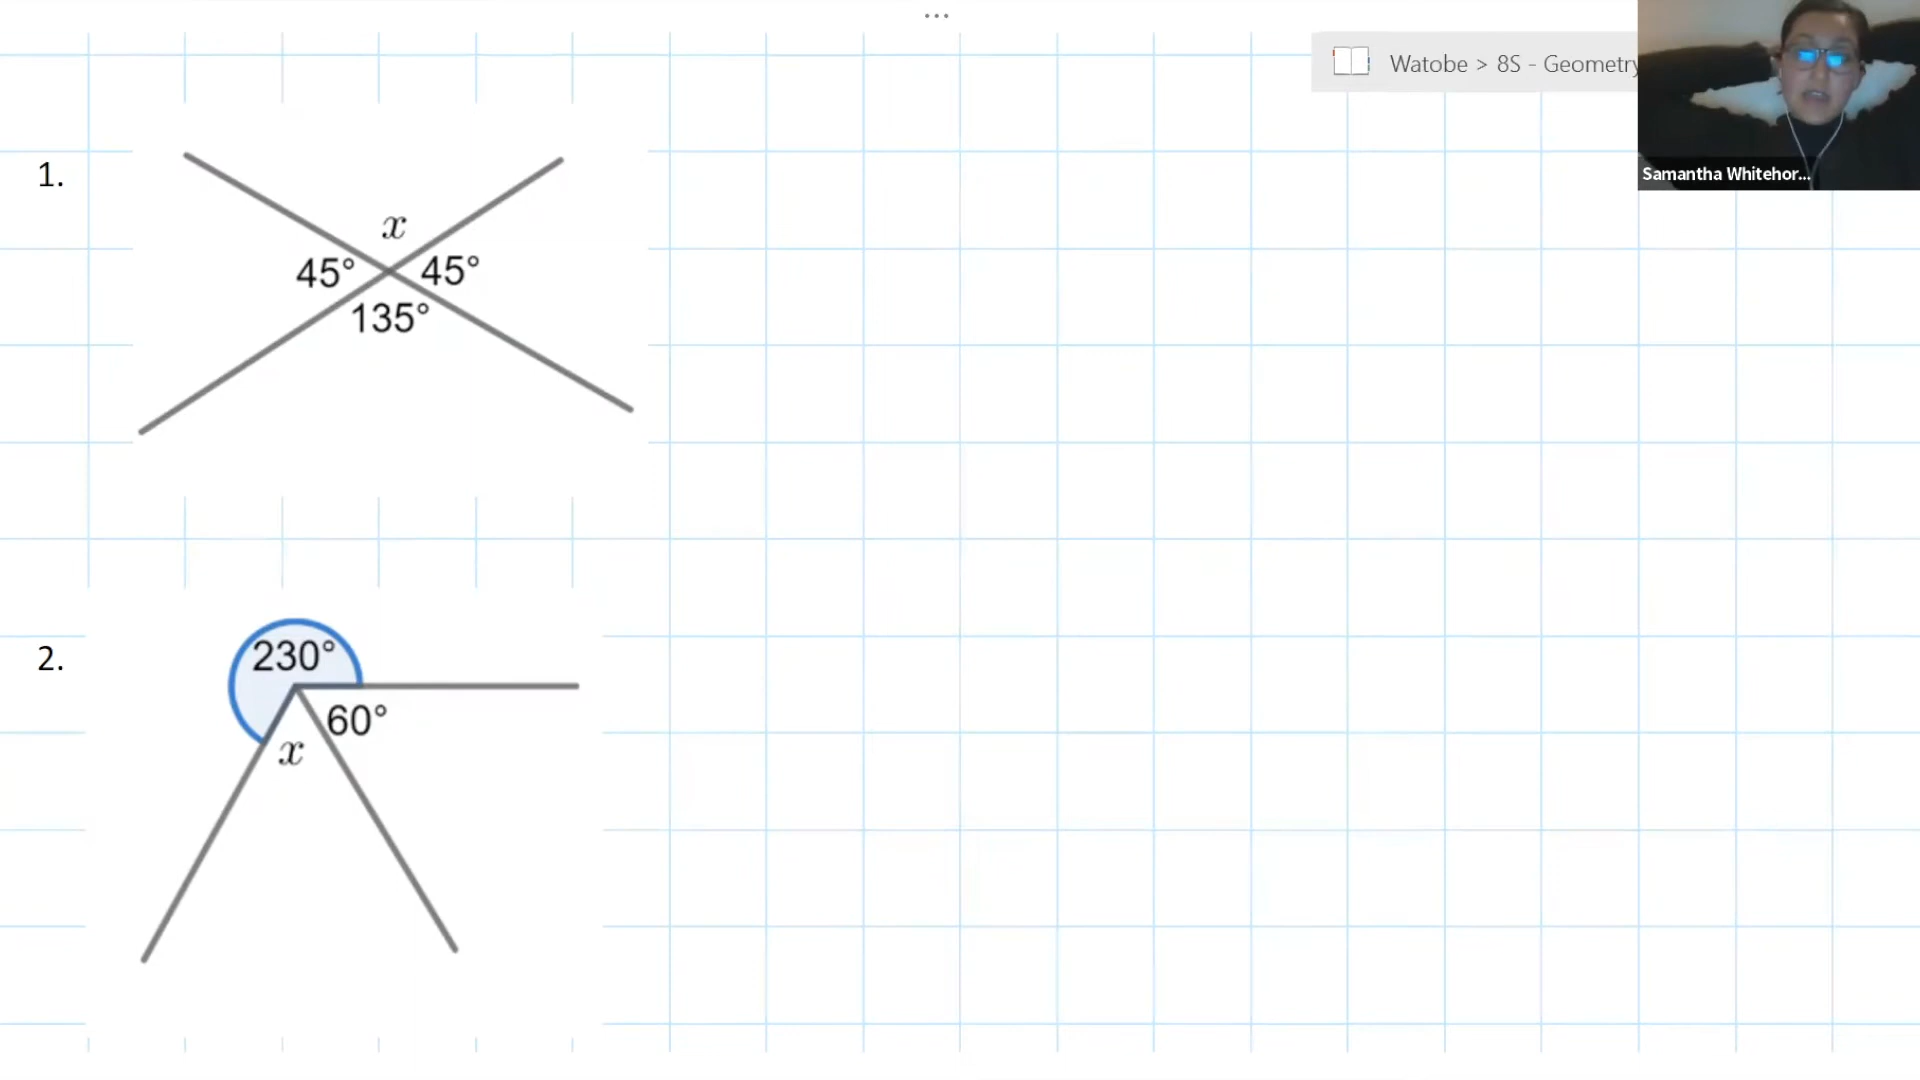 ...
Watobe > 8S - Geometry
Samantha Whitehor...
1.
x
45° 45°
135°
2.
230°
60°
x